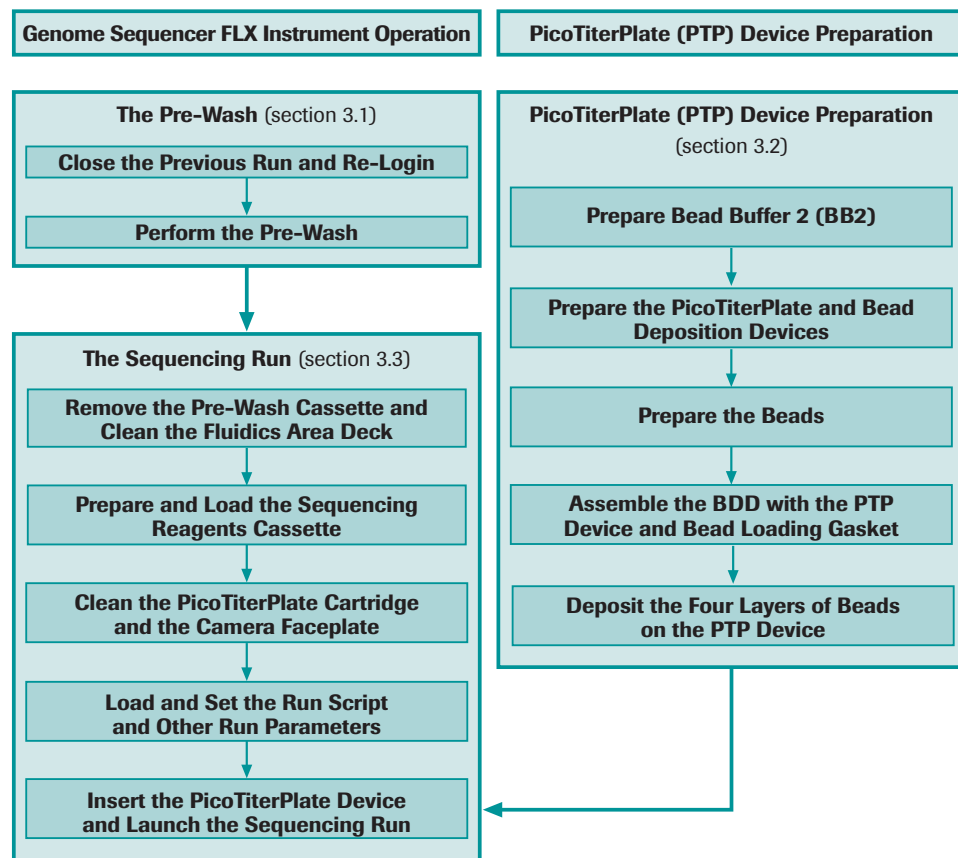 Genome Sequencer FLX Instrument Operation
PicoTiterPlate (PTP) Device Preparation
The Pre-Wash (section 3.1)
Close the Previous Run and Re-Login
Perform the Pre-Wash
The Sequencing Run (section 3.3)
Remove the Pre-Wash Cassette and
Clean the Fluidics Area Deck
Prepare and Load the Sequencing
Reagents Cassette
Clean the PicoTiterPlate Cartridge
and the Camera Faceplate
Load and Set the Run Script
and Other Run Parameters
Insert the PicoTiterPlate Device
and Launch the Sequencing Run
PicoTiterPlate (PTP) Device Preparation
(section 3.2)
Prepare Bead Buffer 2 (BB2)
Prepare the PicoTiterPlate and Bead
Deposition Devices
Prepare the Beads
Assemble the BDD with the PTP
Device and Bead Loading Gasket
Deposit the Four Layers of Beads
on the PTP Device